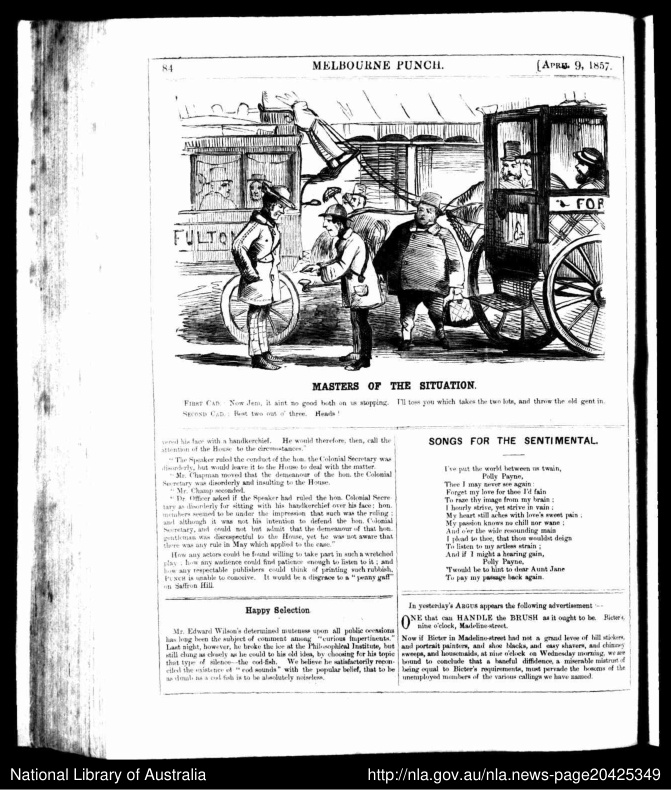 84
MELBOURNE PUNCH.
[APRIL 9, 1857.
FULTON
FOR
MASTERS OF THE SITUATION.
FIRST CAD. Now Jem, it aint no good both on us stopping. I'll toss you which takes the two lots, and throw the old gent in.
SECOND CAD. : Best two out of three. Heads !
his face with a handkerchief. He would therefore, then, call the
attention of the House to the circumstances."
"The Speaker ruled the conduct of the hon. the Colonial Secretary was
disorderly, but would leave it to the House to deal with the matter.
"Mr. Chapman moved that the demeanour of the hon. the Colonial
Secretary was disorderly and insulting to the House.
"Mr. Champ seconded.
"Dr. Officer asked if the Speaker had ruled the hon. Colonial Secre-
tary as disorderly for sitting with his handkerchief over his face; hon.
members seemed to be under the impression that such was the ruling;
and although it was not his intention to defend the hon. Colonial
Secretary, and could not but admit that the demeanour of that hon.
gentleman was disrespectful to the House, yet he was not aware that
there was any rule in May which applied to the case."
How any actors could be found willing to take part in such a wretched
play; how any audience could find patience enough to listen to it; and
how any respectable publishers could think of printing such rubbish,
PUNCH is unable to conceive. It would be a disgrace to a "penny gaff"
on Saffron Hill.
Happy Selection
Mr. Edward Wilson's determined muteness upon all public occasions
has long been the subject of comment among "curious impertinents."
Last night, however, he broke the ice at the Philosophical Institute, but
still clung as closely as he could to his old idea, by choosing for his topic
that type of silence—the cod-fish. We believe he satisfactorily recon-
ciled the existence of "cod sounds" with the popular belief, that to be
as dumb as a cod fish is to be absolutely noiseless.
SONGS FOR THE SENTIMENTAL.
I've put the world between us twain,
Polly Payne,
Thee I may never see again:
Forget my love for thee I'd fain
To raze thy image from my brain;
I hourly strive, yet strive in vain;
My heart still aches with love's sweet pain;
My passion knows no chill nor wane;
And o'er the wide resounding main
I plead to thee, that thou wouldst deign
To listen to my artless strain;
And if I might a hearing gain,
Polly Payne,
'Twould be to hint to dear Aunt Jane
To pay my passage back again.
In yesterday's ARGUS appears the following advertisement :—
ONE that can HANDLE the BRUSH as it ought to be. Bicter's,
nine o'clock, Madeline-street.
Now if Bicter in Madeline-street had not a grand levee of bill stickers,
and portrait painters, and shoe blacks, and easy shavers, and chimney
sweeps, and housemaids, at nine o'clock on Wednesday morning, we are
bound to conclude that a baneful diffidence, a miserable mistrust of
being equal to Bicter's requirements, must pervade the bosoms of the
unemployed members of the various callings we have named.
National Library of Australia
http://nla.gov.au/nla.news-page20425349